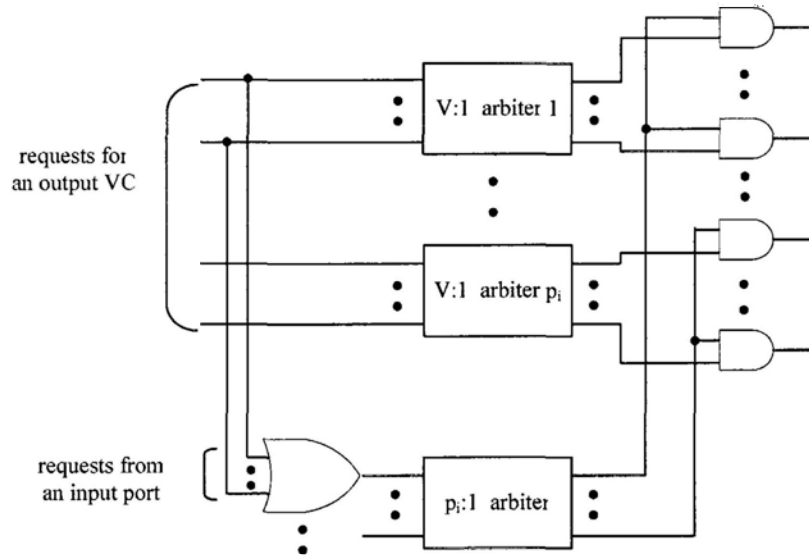 V:1 arbiter 1
requests for
an output VC
V:1 arbiter pi
requests from
an input port
pi:1 arbiter